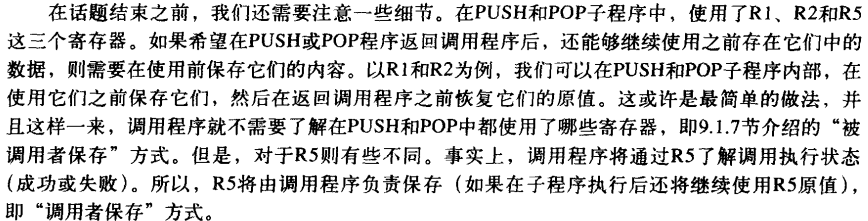 在话题结束之前，我们还需要注意一些细节。在PUSH和POP子程序中，使用了R1、R2和R5
这三个寄存器。如果希望在PUSH或POP程序返回调用程序后，还能够继续使用之前存在它们中的
数据，则需要在使用前保存它们的内容。以R1和R2为例，我们可以在PUSH和POP子程序内部，在
使用它们之前保存它们，然后在返回调用程序之前恢复它们的原值。这或许是最简单的做法，并
且这样一来，调用程序就不需要了解在PUSH和POP中都使用了哪些寄存器，即9.1.7节介绍的“被
调用者保存”方式。但是，对于R5则有些不同。事实上，调用程序将通过R5了解调用执行状态
(成功或失败)。所以，R5将由调用程序负责保存（如果在子程序执行后还将继续使用R5原值），
即“调用者保存”方式。